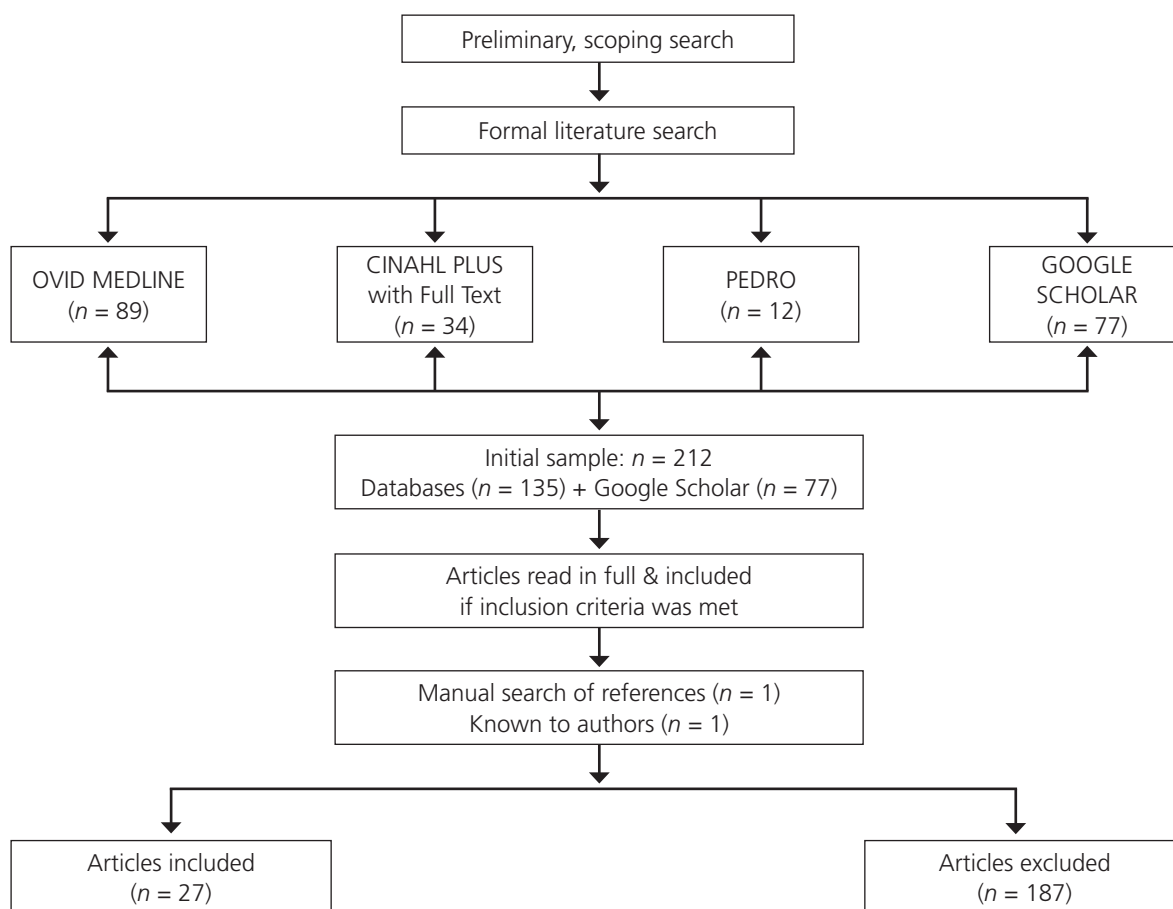 Preliminary, scoping search
Formal literature search
OVID MEDLINE
(n = 89)
CINAHL PLUS
with Full Text
(n = 34)
PEDRO
(n = 12)
GOOGLE
SCHOLAR
(n = 77)
Initial sample: n = 212
Databases (n = 135) + Google Scholar (n = 77)
Articles read in full & included
if inclusion criteria was met
Manual search of references (n = 1)
Known to authors (n = 1)
Articles included
(n = 27)
Articles excluded
(n = 187)